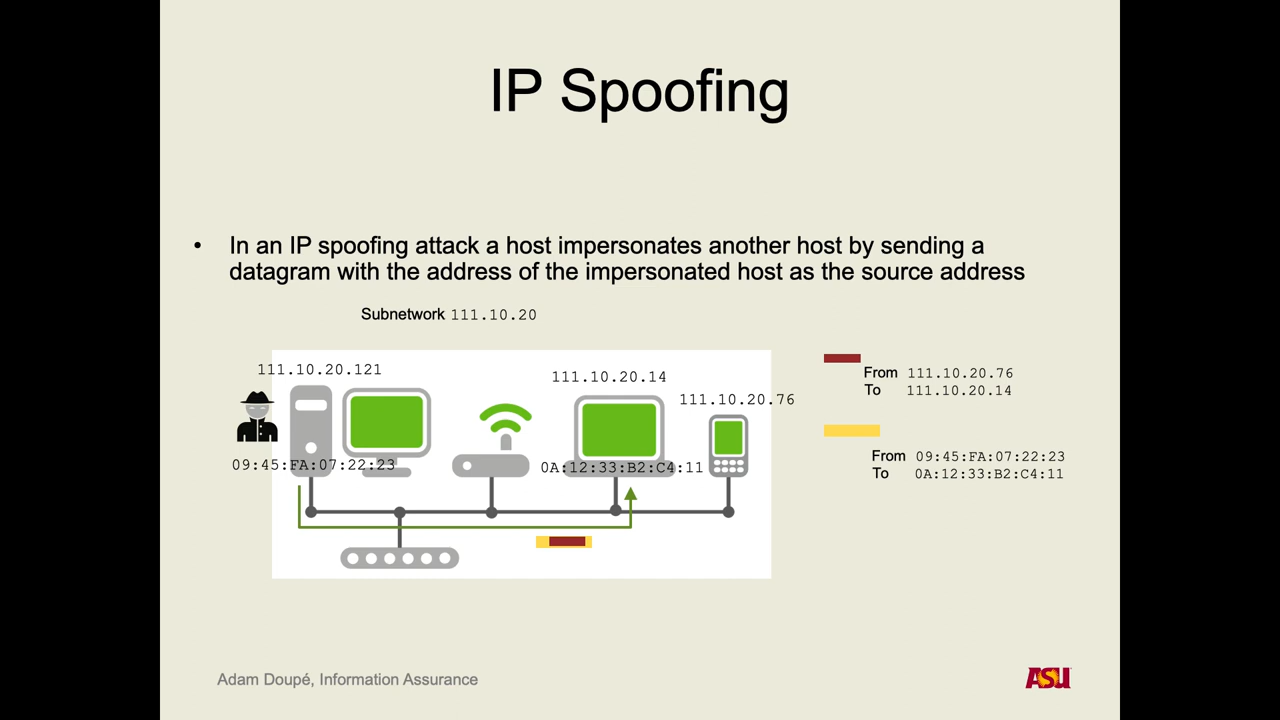 IP Spoofing
• In an IP spoofing attack a host impersonates another host by sending a
datagram with the address of the impersonated host as the source address
Subnetwork 111.10.20
111.10.20.121
111.10.20.14
111.10.20.76
09:45:FA:07:22:23
0A:12:33:B2:C4:11
From 111.10.20.76
To 111.10.20.14
From 09:45:FA:07:22:23
To 0A:12:33:B2:C4:11
Adam Doupé, Information Assurance
ASU